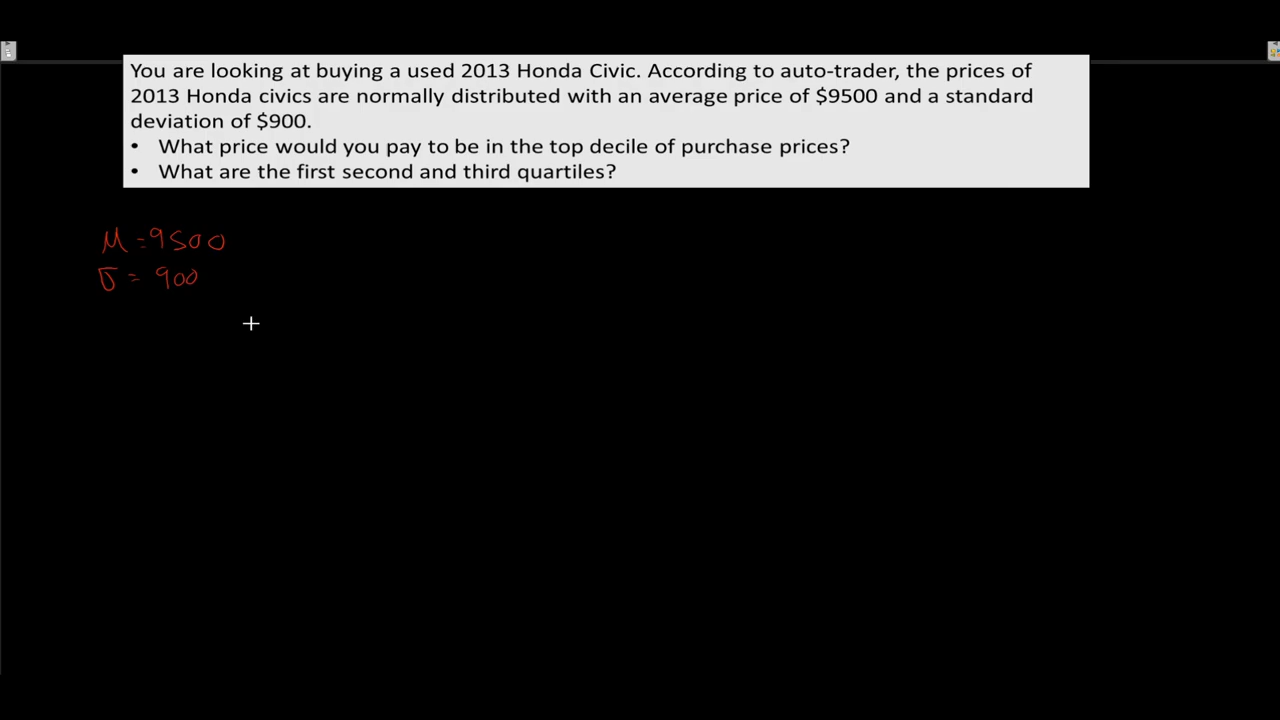 You are looking at buying a used 2013 Honda Civic. According to auto-trader, the prices of
2013 Honda civics are normally distributed with an average price of $9500 and a standard
deviation of $900.
• What price would you pay to be in the top decile of purchase prices?
• What are the first second and third quartiles?
μ = 9500
σ = 900